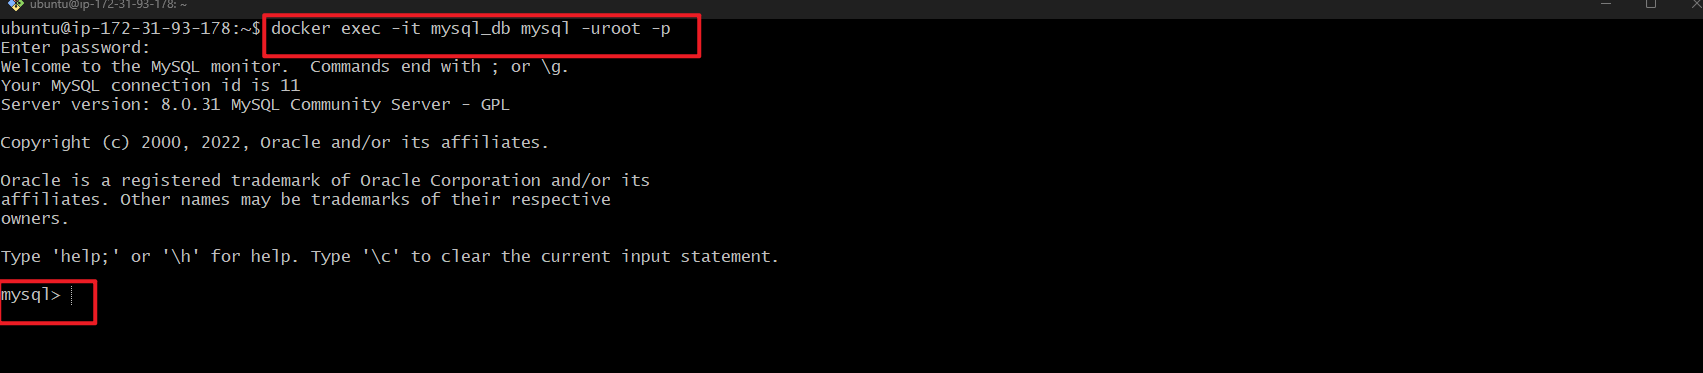 ubuntu@ip-172-31-93-178: ~
ubuntu@ip-172-31-93-178:~$ docker exec -it mysql_db mysql -uroot -p
Enter password:
Welcome to the MySQL monitor.  Commands end with ; or \g.
Your MySQL connection id is 11
Server version: 8.0.31 MySQL Community Server - GPL
Copyright (c) 2000, 2022, Oracle and/or its affiliates.
Oracle is a registered trademark of Oracle Corporation and/or its
affiliates. Other names may be trademarks of their respective
owners.
Type 'help;' or '\h' for help. Type '\c' to clear the current input statement.
mysql>